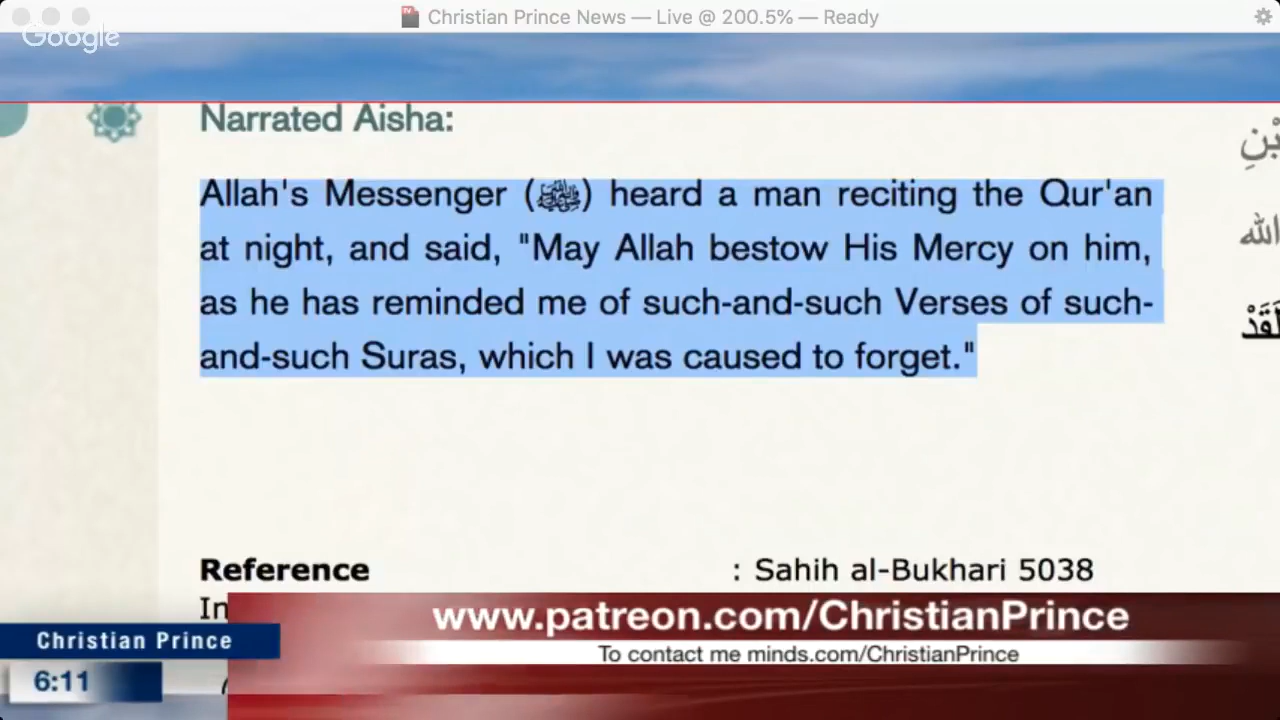 Christian Prince News — Live @ 200.5% — Ready
Google
Narrated Aisha:
Allah's Messenger (ﷺ) heard a man reciting the Qur'an
at night, and said, "May Allah bestow His Mercy on him,
as he has reminded me of such-and-such Verses of such-
and-such Suras, which I was caused to forget."
بْنِ
الله
لَقَدْ
Reference : Sahih al-Bukhari 5038
In
www.patreon.com/ChristianPrince
Christian Prince
To contact me minds.com/ChristianPrince
6:11